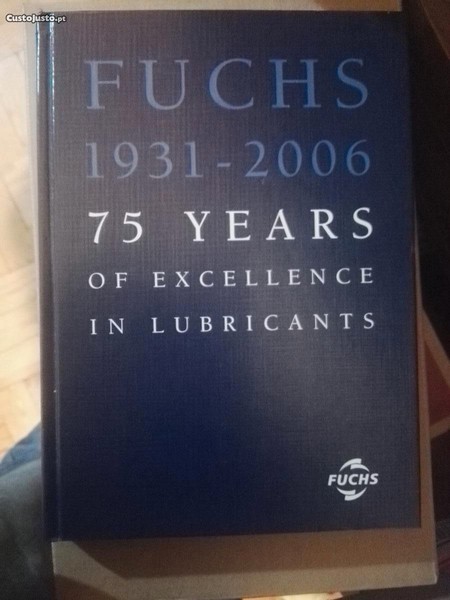 CustoJusto.pt
FUCHS
1931-2006
75 YEARS
OF EXCELLENCE
IN LUBRICANTS
FUCHS